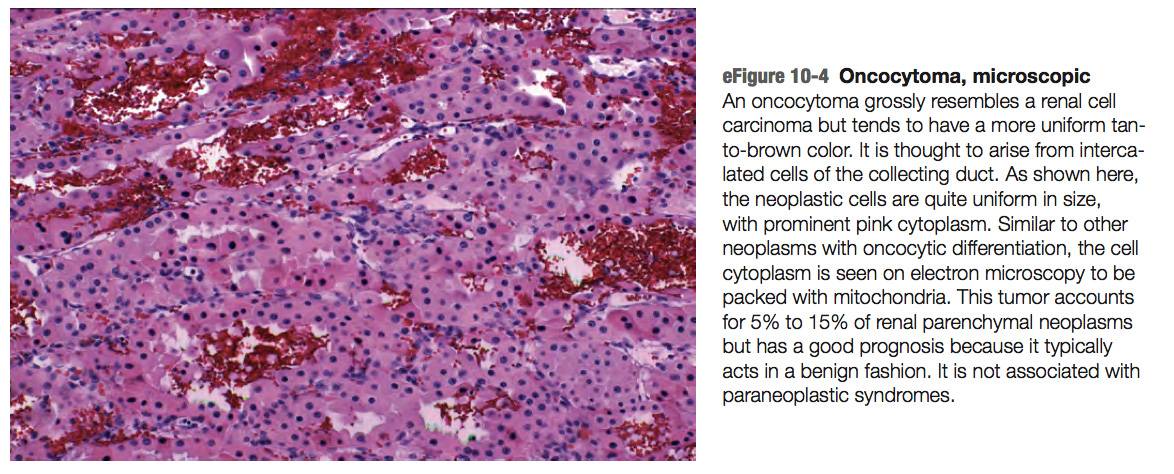 eFigure 10-4 Oncocytoma, microscopic
An oncocytoma grossly resembles a renal cell
carcinoma but tends to have a more uniform tan-
to-brown color. It is thought to arise from interca-
lated cells of the collecting duct. As shown here,
the neoplastic cells are quite uniform in size,
with prominent pink cytoplasm. Similar to other
neoplasms with oncocytic differentiation, the cell
cytoplasm is seen on electron microscopy to be
packed with mitochondria. This tumor accounts
for 5% to 15% of renal parenchymal neoplasms
but has a good prognosis because it typically
acts in a benign fashion. It is not associated with
paraneoplastic syndromes.